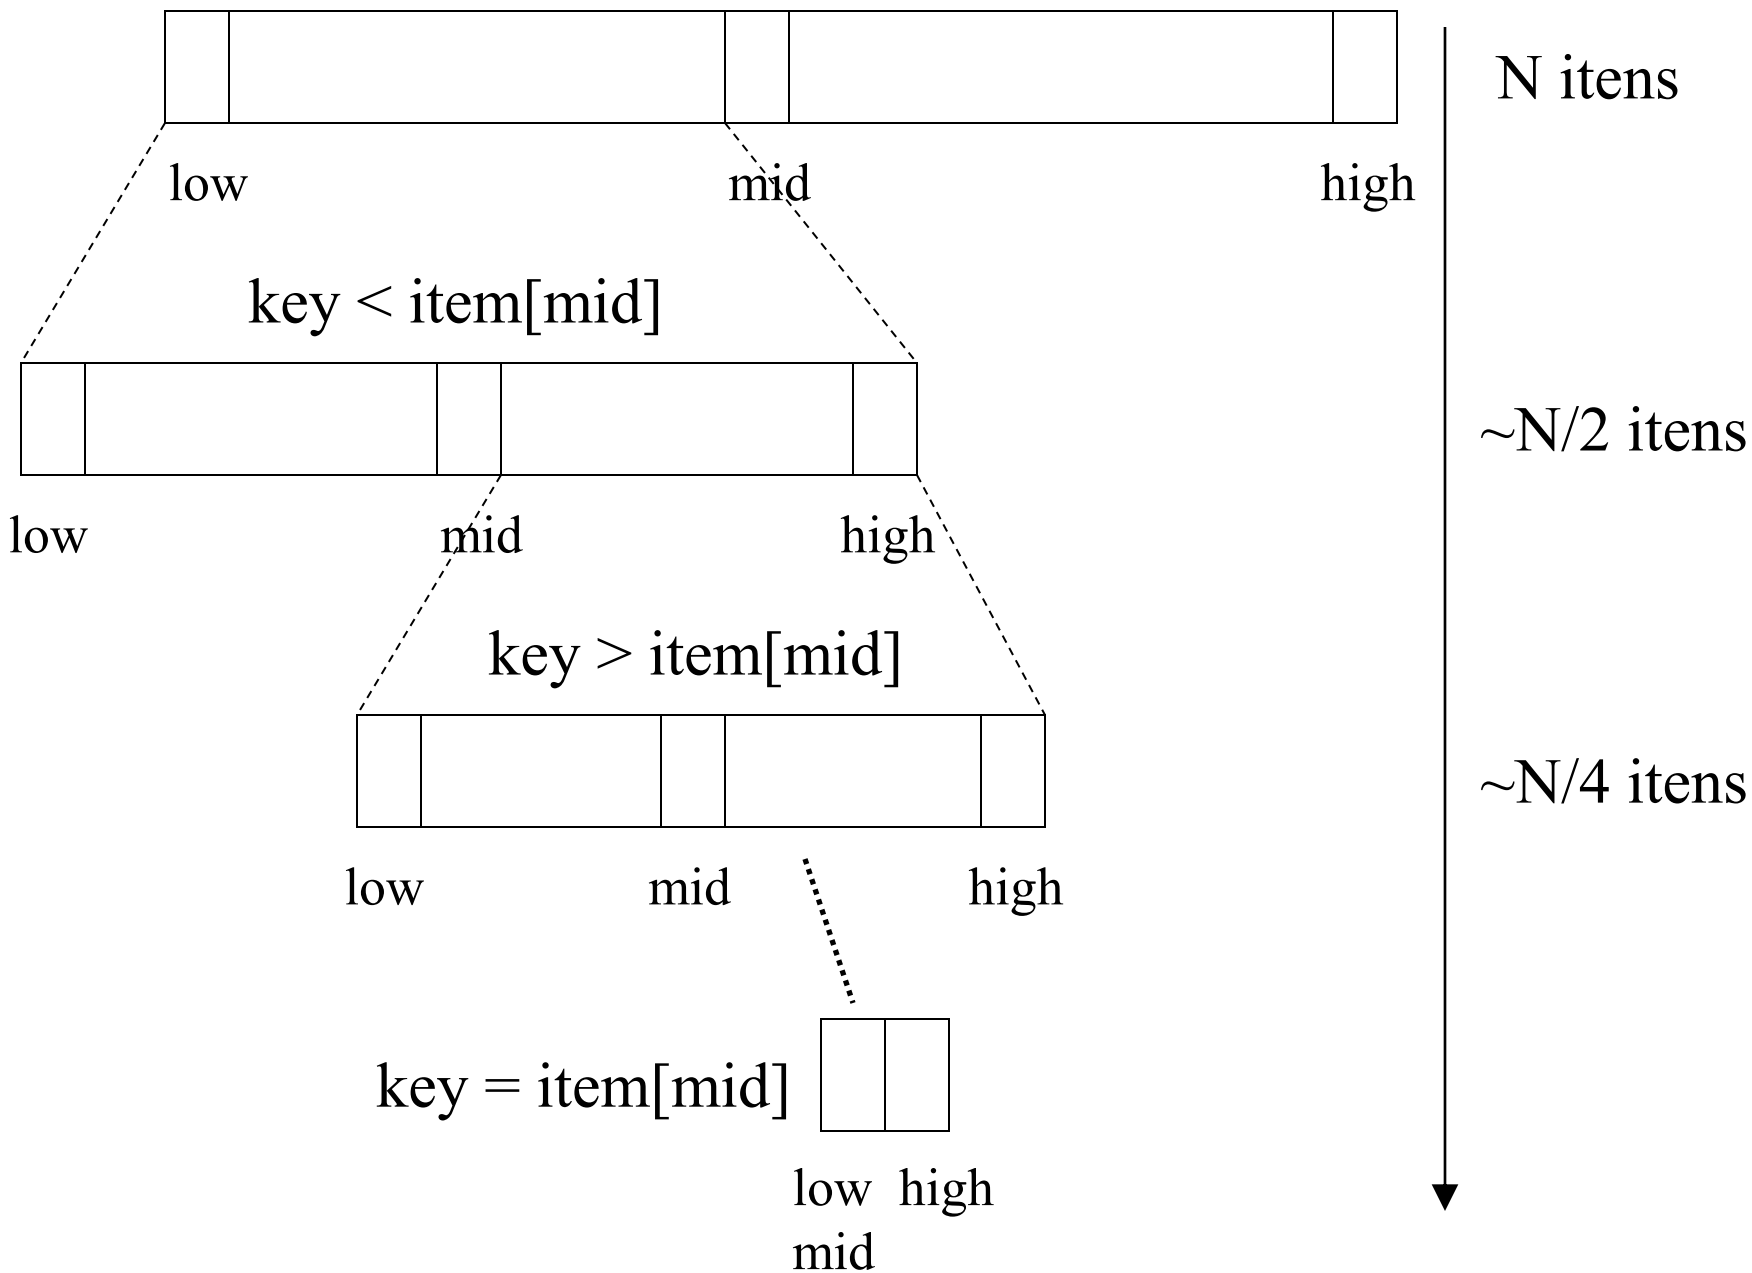 N itens
low mid high
key < item[mid]
~N/2 itens
low mid high
key > item[mid]
~N/4 itens
low mid high
key = item[mid]
low high
mid